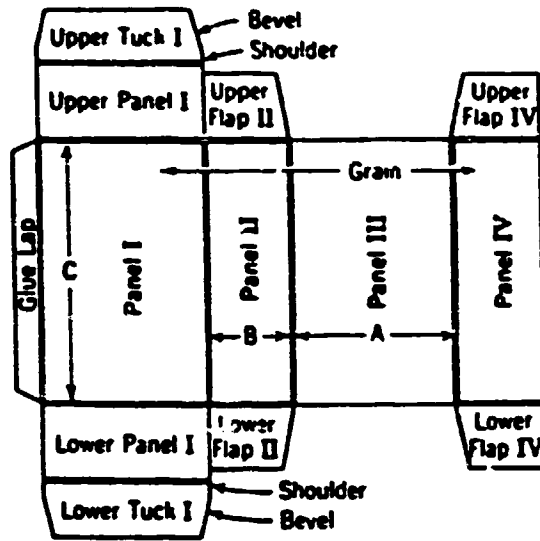 Upper Tuck I
Bevel
Shoulder
Upper Panel I
Upper
Flap II
Upper
Flap IV
Grain
Glue Lap
C
Panel I
Panel II
Panel III
Panel IV
B
A
Lower Panel I
Lower
Flap II
Lower
Flap IV
Lower Tuck I
Shoulder
Bevel